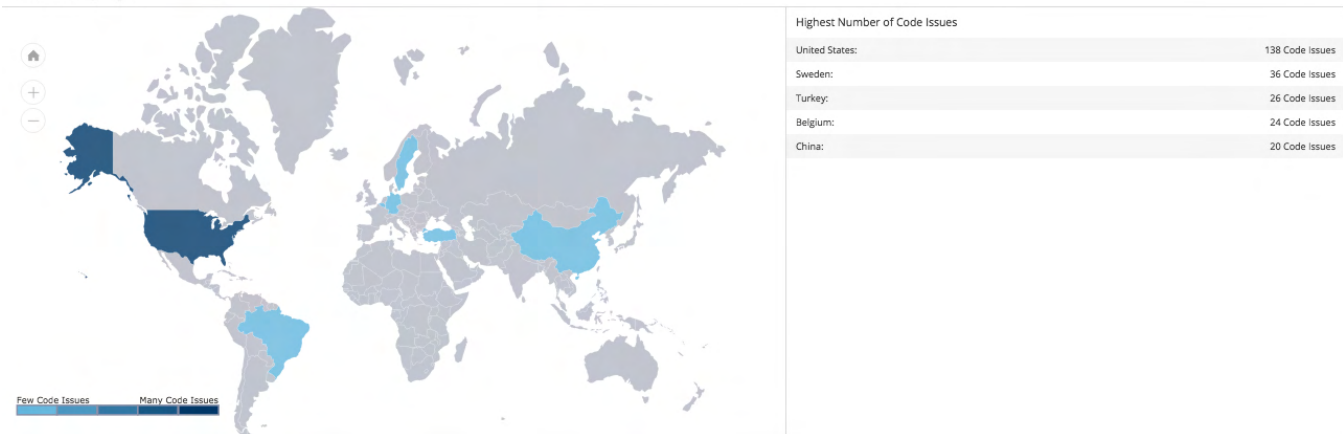 Highest Number of Code Issues
United States: 138 Code Issues
Sweden: 36 Code Issues
Turkey: 26 Code Issues
Belgium: 24 Code Issues
China: 20 Code Issues
Few Code Issues Many Code Issues